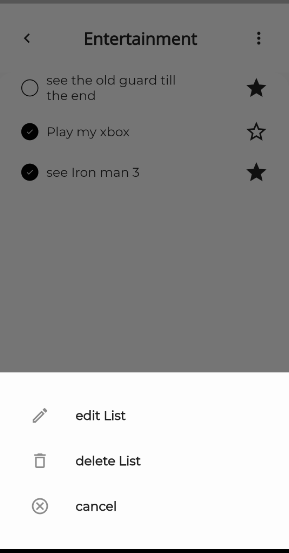 Entertainment
see the old guard till
the end
Play my xbox
see Iron man 3
edit List
delete List
cancel